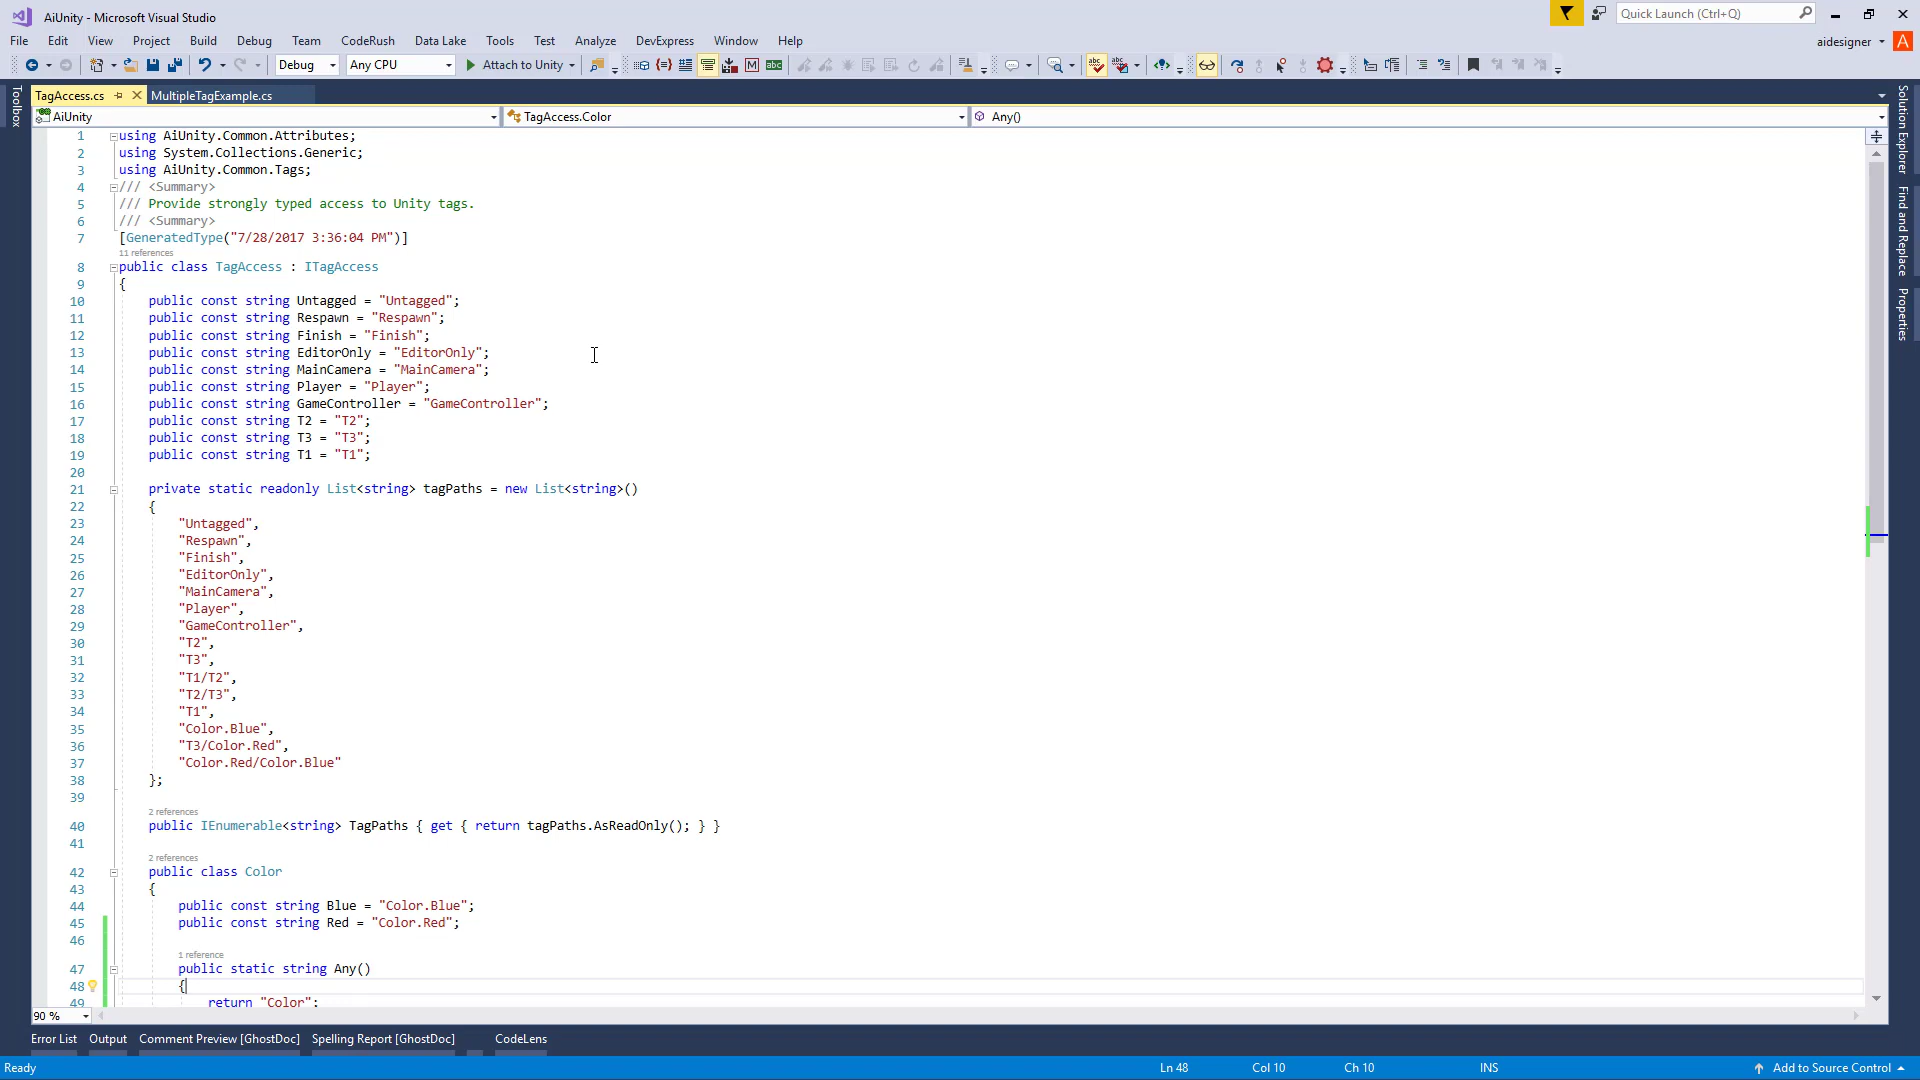 AiUnity - Microsoft Visual Studio
Quick Launch (Ctrl+Q)
File Edit View Project Build Debug Team CodeRush Data Lake Tools Test Analyze DevExpress Window Help
aidesigner A
Debug Any CPU Attach to Unity
TagAccess.cs MultipleTagExample.cs
AiUnity TagAccess.Color Any()
Toolbox
Solution Explorer
Find and Replace
Properties
1 using AiUnity.Common.Attributes;
2 using System.Collections.Generic;
3 using AiUnity.Common.Tags;
4 /// <Summary>
5 /// Provide strongly typed access to Unity tags.
6 /// <Summary>
7 [GeneratedType("7/28/2017 3:36:04 PM")]
11 references
8 public class TagAccess : ITagAccess
9 {
10 public const string Untagged = "Untagged";
11 public const string Respawn = "Respawn";
12 public const string Finish = "Finish";
13 public const string EditorOnly = "EditorOnly";
14 public const string MainCamera = "MainCamera";
15 public const string Player = "Player";
16 public const string GameController = "GameController";
17 public const string T2 = "T2";
18 public const string T3 = "T3";
19 public const string T1 = "T1";
20
21 private static readonly List<string> tagPaths = new List<string>()
22 {
23 "Untagged",
24 "Respawn",
25 "Finish",
26 "EditorOnly",
27 "MainCamera",
28 "Player",
29 "GameController",
30 "T2",
31 "T3",
32 "T1/T2",
33 "T2/T3",
34 "T1",
35 "Color.Blue",
36 "T3/Color.Red",
37 "Color.Red/Color.Blue"
38 };
39
2 references
40 public IEnumerable<string> TagPaths { get { return tagPaths.AsReadOnly(); } }
41
2 references
42 public class Color
43 {
44 public const string Blue = "Color.Blue";
45 public const string Red = "Color.Red";
46
1 reference
47 public static string Any()
48 {
49 return "Color";
90 %
Error List Output Comment Preview [GhostDoc] Spelling Report [GhostDoc] CodeLens
Ready Ln 48 Col 10 Ch 10 INS Add to Source Control